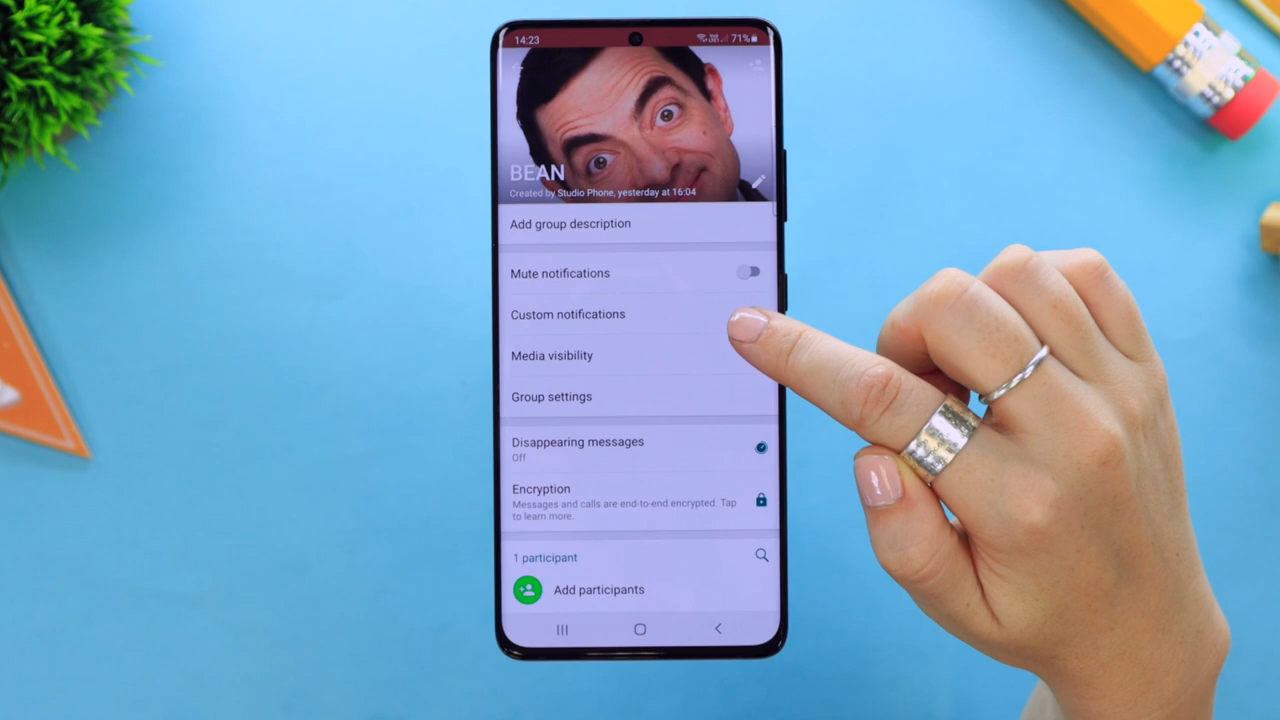 14:23
71%
BEAN
Created by Studio Phone, yesterday at 16:04
Add group description
Mute notifications
Custom notifications
Media visibility
Group settings
Disappearing messages
Off
Encryption
Messages and calls are end-to-end encrypted. Tap
to learn more.
1 participant
Add participants